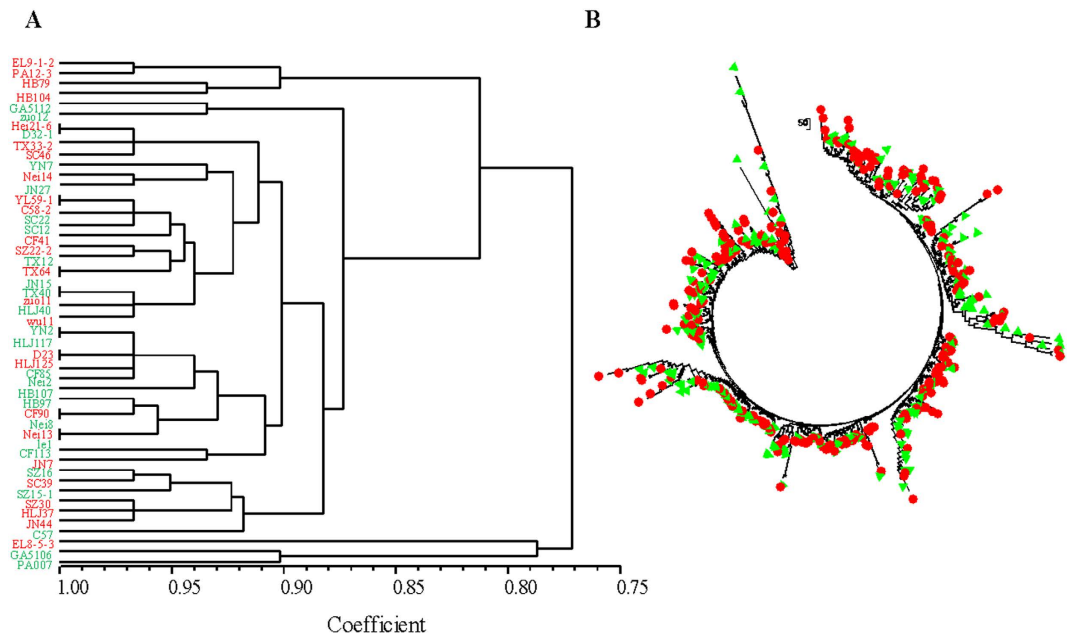 A
B
EL9-1-2
PA12-3
HB79
HB104
GA5112
zuo12
Hei21-6
D32-1
TX33-2
SC46
YN7
Nei14
JN27
YL59-1
C58-2
SC22
SC12
CF41
SZ22-2
TX12
TX64
JN15
TX40
zuo11
HLJ40
wu11
YN2
HLJ117
D23
HLJ125
CF85
Nei2
HB107
HB97
CF90
Nei8
Nei13
le1
CF113
JN7
SZ16
SC39
SZ15-1
SZ30
HLJ37
JN44
C57
EL8-5-3
GA5106
PA007
1.00 0.95 0.90 0.85 0.80 0.75
Coefficient